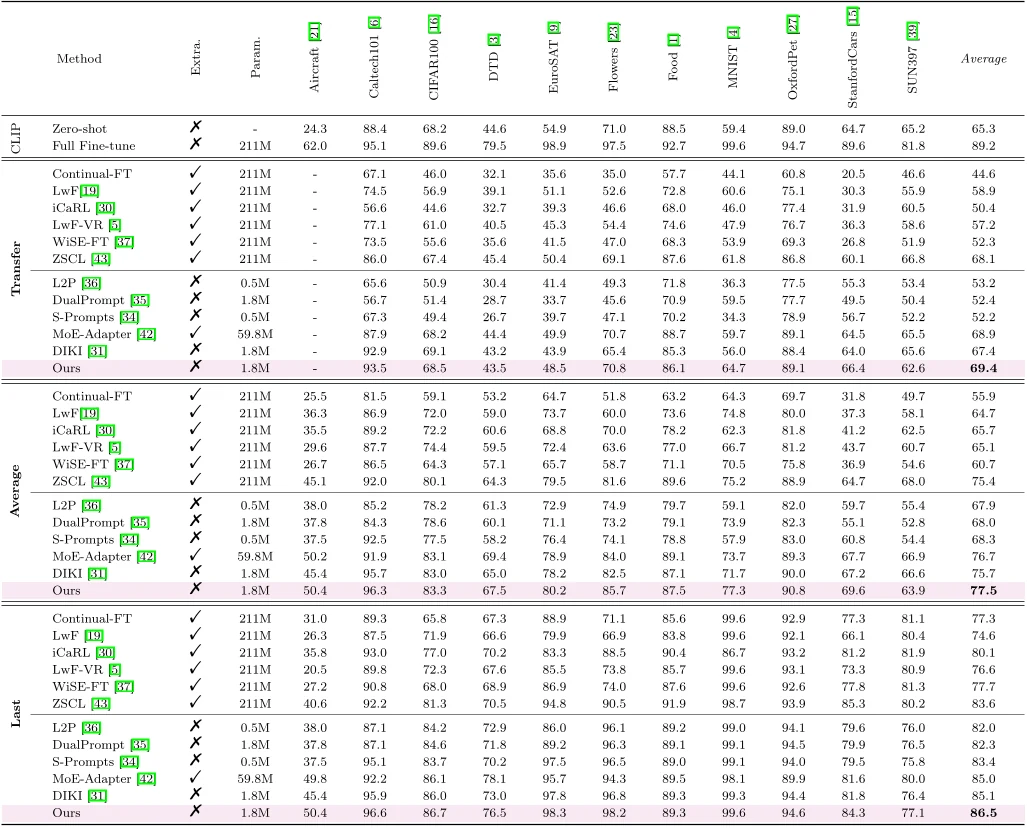 Method Extra. Param. Aircraft [21] Caltech101 [6] CIFAR100 [16] DTD [3] EuroSAT [9] Flowers [23] Food [1] MNIST [4] OxfordPet [27] StanfordCars [15] SUN397 [39] Average
CLIP
Zero-shot ✗ - 24.3 88.4 68.2 44.6 54.9 71.0 88.5 59.4 89.0 64.7 65.2 65.3
Full Fine-tune ✗ 211M 62.0 95.1 89.6 79.5 98.9 97.5 92.7 99.6 94.7 89.6 81.8 89.2
Transfer
Continual-FT ✓ 211M - 67.1 46.0 32.1 35.6 35.0 57.7 44.1 60.8 20.5 46.6 44.6
LwF[19] ✓ 211M - 74.5 56.9 39.1 51.1 52.6 72.8 60.6 75.1 30.3 55.9 58.9
iCaRL [30] ✓ 211M - 56.6 44.6 32.7 39.3 46.6 68.0 46.0 77.4 31.9 60.5 50.4
LwF-VR [5] ✓ 211M - 77.1 61.0 40.5 45.3 54.4 74.6 47.9 76.7 36.3 58.6 57.2
WiSE-FT [37] ✓ 211M - 73.5 55.6 35.6 41.5 47.0 68.3 53.9 69.3 26.8 51.9 52.3
ZSCL [43] ✓ 211M - 86.0 67.4 45.4 50.4 69.1 87.6 61.8 86.8 60.1 66.8 68.1
L2P [36] ✗ 0.5M - 65.6 50.9 30.4 41.4 49.3 71.8 36.3 77.5 55.3 53.4 53.2
DualPrompt [35] ✗ 1.8M - 56.7 51.4 28.7 33.7 45.6 70.9 59.5 77.7 49.5 50.4 52.4
S-Prompts [34] ✗ 0.5M - 67.3 49.4 26.7 39.7 47.1 70.2 34.3 78.9 56.7 52.2 52.2
MoE-Adapter [42] ✓ 59.8M - 87.9 68.2 44.4 49.9 70.7 88.7 59.7 89.1 64.5 65.5 68.9
DIKI [31] ✗ 1.8M - 92.9 69.1 43.2 43.9 65.4 85.3 56.0 88.4 64.0 65.6 67.4
Ours ✗ 1.8M - 93.5 68.5 43.5 48.5 70.8 86.1 64.7 89.1 66.4 62.6 69.4
Average
Continual-FT ✓ 211M 25.5 81.5 59.1 53.2 64.7 51.8 63.2 64.3 69.7 31.8 49.7 55.9
LwF[19] ✓ 211M 36.3 86.9 72.0 59.0 73.7 60.0 73.6 74.8 80.0 37.3 58.1 64.7
iCaRL [30] ✓ 211M 35.5 89.2 72.2 60.6 68.8 70.0 78.2 62.3 81.8 41.2 62.5 65.7
LwF-VR [5] ✓ 211M 29.6 87.7 74.4 59.5 72.4 63.6 77.0 66.7 81.2 43.7 60.7 65.1
WiSE-FT [37] ✓ 211M 26.7 86.5 64.3 57.1 65.7 58.7 71.1 70.5 75.8 36.9 54.6 60.7
ZSCL [43] ✓ 211M 45.1 92.0 80.1 64.3 79.5 81.6 89.6 75.2 88.9 64.7 68.0 75.4
L2P [36] ✗ 0.5M 38.0 85.2 78.2 61.3 72.9 74.9 79.7 59.1 82.0 59.7 55.4 67.9
DualPrompt [35] ✗ 1.8M 37.8 84.3 78.6 60.1 71.1 73.2 79.1 73.9 82.3 55.1 52.8 68.0
S-Prompts [34] ✗ 0.5M 37.5 92.5 77.5 58.2 76.4 74.1 78.8 57.9 83.0 60.8 54.4 68.3
MoE-Adapter [42] ✓ 59.8M 50.2 91.9 83.1 69.4 78.9 84.0 89.1 73.7 89.3 67.7 66.9 76.7
DIKI [31] ✗ 1.8M 45.4 95.7 83.0 65.0 78.2 82.5 87.1 71.7 90.0 67.2 66.6 75.7
Ours ✗ 1.8M 50.4 96.3 83.3 67.5 80.2 85.7 87.5 77.3 90.8 69.6 63.9 77.5
Last
Continual-FT ✓ 211M 31.0 89.3 65.8 67.3 88.9 71.1 85.6 99.6 92.9 77.3 81.1 77.3
LwF [19] ✓ 211M 26.3 87.5 71.9 66.6 79.9 66.9 83.8 99.6 92.1 66.1 80.4 74.6
iCaRL [30] ✓ 211M 35.8 93.0 77.0 70.2 83.3 88.5 90.4 86.7 93.2 81.2 81.9 80.1
LwF-VR [5] ✓ 211M 20.5 89.8 72.3 67.6 85.5 73.8 85.7 99.6 93.1 73.3 80.9 76.6
WiSE-FT [37] ✓ 211M 27.2 90.8 68.0 68.9 86.9 74.0 87.6 99.6 92.6 77.8 81.3 77.7
ZSCL [43] ✓ 211M 40.6 92.2 81.3 70.5 94.8 90.5 91.9 98.7 93.9 85.3 80.2 83.6
L2P [36] ✗ 0.5M 38.0 87.1 84.2 72.9 86.0 96.1 89.2 99.0 94.1 79.6 76.0 82.0
DualPrompt [35] ✗ 1.8M 37.8 87.1 84.6 71.8 89.2 96.3 89.1 99.1 94.5 79.9 76.5 82.3
S-Prompts [34] ✗ 0.5M 37.5 95.1 83.7 70.2 97.5 96.5 89.0 99.1 94.0 79.5 75.8 83.4
MoE-Adapter [42] ✓ 59.8M 49.8 92.2 86.1 78.1 95.7 94.3 89.5 98.1 89.9 81.6 80.0 85.0
DIKI [31] ✗ 1.8M 45.4 95.9 86.0 73.0 97.8 96.8 89.3 99.3 94.4 81.8 76.4 85.1
Ours ✗ 1.8M 50.4 96.6 86.7 76.5 98.3 98.2 89.3 99.6 94.6 84.3 77.1 86.5